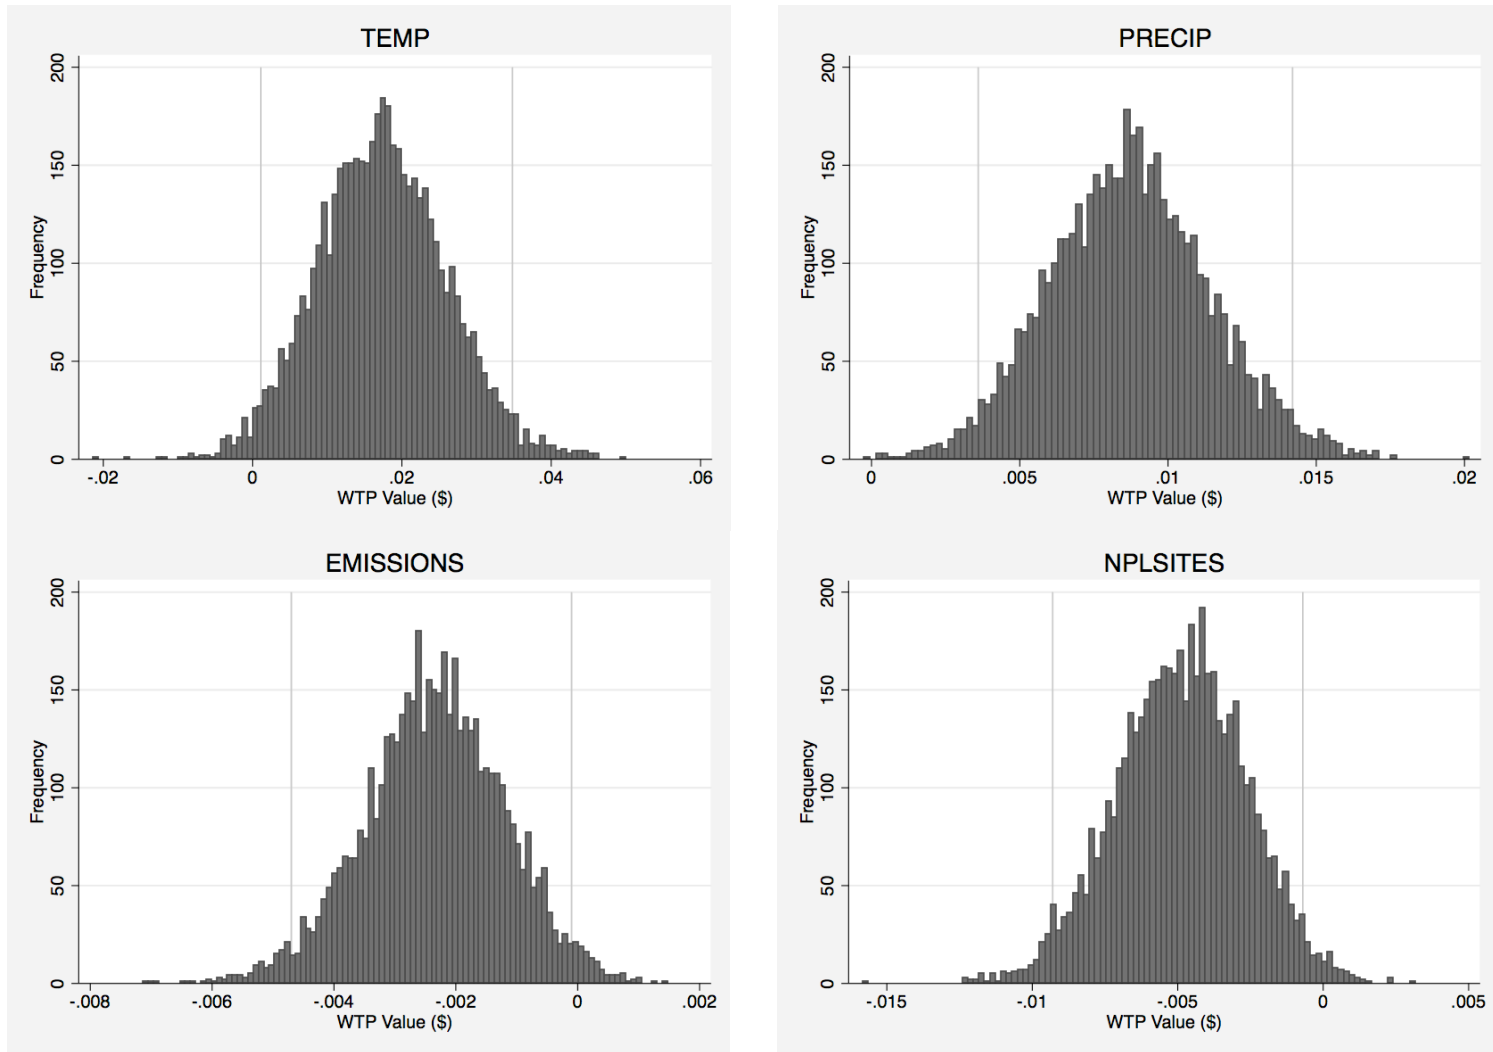 TEMP
200
150
100
50
0
Frequency
-.02 0 .02 .04 .06
WTP Value ($)
PRECIP
200
150
100
50
0
Frequency
0 .005 .01 .015 .02
WTP Value ($)
EMISSIONS
200
150
100
50
0
Frequency
-.008 -.006 -.004 -.002 0 .002
WTP Value ($)
NPLSITES
200
150
100
50
0
Frequency
-.015 -.01 -.005 0 .005
WTP Value ($)